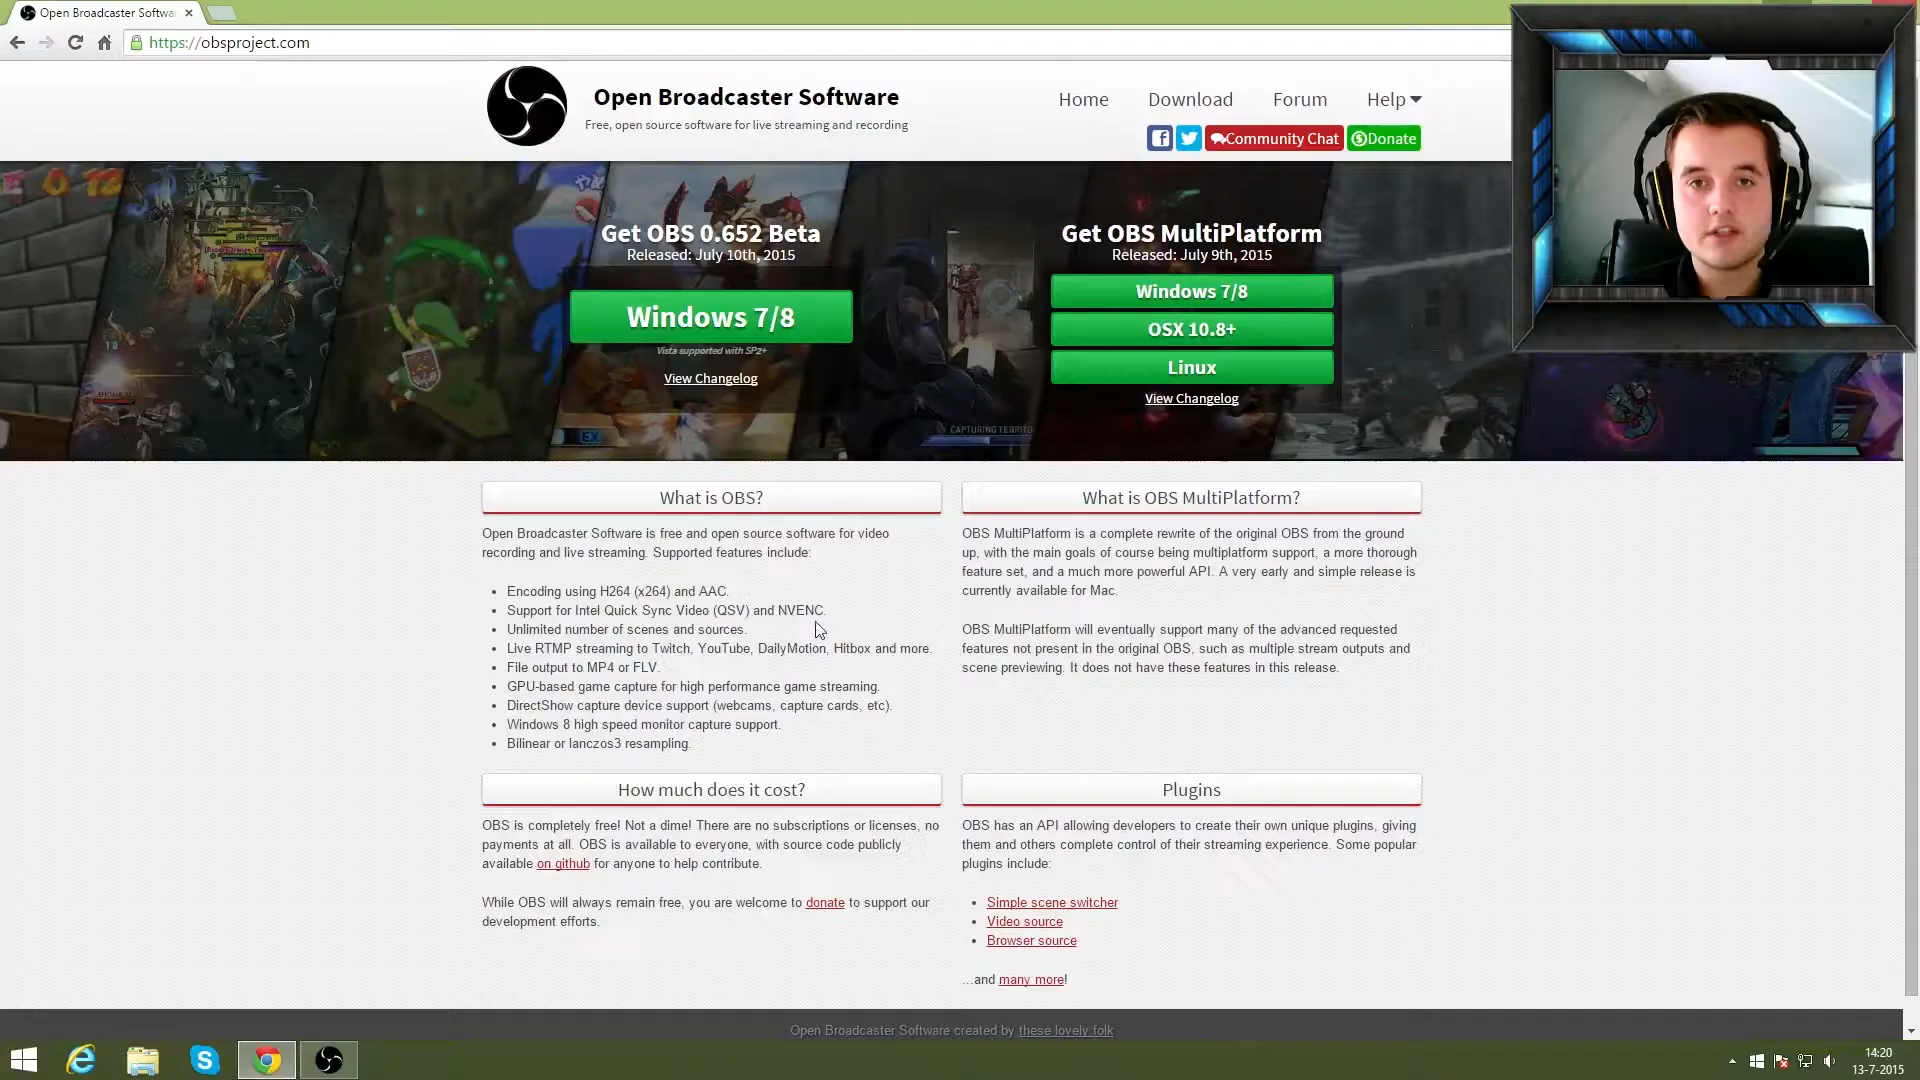 Open Broadcaster Softwa
https://obsproject.com
Open Broadcaster Software
Free, open source software for live streaming and recording
Home Download Forum Help
Community Chat Donate
Get OBS 0.652 Beta
Released: July 10th, 2015
Windows 7/8
Vista supported with SP2+
View Changelog
Get OBS MultiPlatform
Released: July 9th, 2015
Windows 7/8
OSX 10.8+
Linux
View Changelog
EX
CAPTURING TERRITO
What is OBS?
Open Broadcaster Software is free and open source software for video
recording and live streaming. Supported features include:
• Encoding using H264 (x264) and AAC.
• Support for Intel Quick Sync Video (QSV) and NVENC.
• Unlimited number of scenes and sources.
• Live RTMP streaming to Twitch, YouTube, DailyMotion, Hitbox and more.
• File output to MP4 or FLV.
• GPU-based game capture for high performance game streaming.
• DirectShow capture device support (webcams, capture cards, etc).
• Windows 8 high speed monitor capture support.
• Bilinear or lanczos3 resampling.
What is OBS MultiPlatform?
OBS MultiPlatform is a complete rewrite of the original OBS from the ground
up, with the main goals of course being multiplatform support, a more thorough
feature set, and a much more powerful API. A very early and simple release is
currently available for Mac.
OBS MultiPlatform will eventually support many of the advanced requested
features not present in the original OBS, such as multiple stream outputs and
scene previewing. It does not have these features in this release.
How much does it cost?
OBS is completely free! Not a dime! There are no subscriptions or licenses, no
payments at all. OBS is available to everyone, with source code publicly
available on github for anyone to help contribute.
While OBS will always remain free, you are welcome to donate to support our
development efforts.
Plugins
OBS has an API allowing developers to create their own unique plugins, giving
them and others complete control of their streaming experience. Some popular
plugins include:
• Simple scene switcher
• Video source
• Browser source
...and many more!
Open Broadcaster Software created by these lovely folk
14:20
13-7-2015